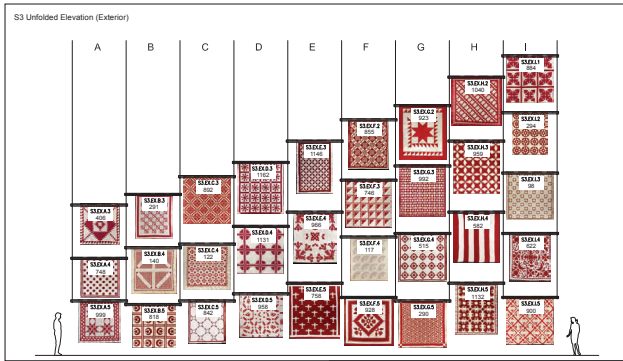 S3 Unfolded Elevation (Exterior)
A B C D E F G H I
S3.EX.A.3
406
S3.EX.A.4
748
S3.EX.A.5
999
S3.EX.B.3
291
S3.EX.B.4
140
S3.EX.B.5
818
S3.EX.C.3
892
S3.EX.C.4
122
S3.EX.C.5
842
S3.EX.D.3
1162
S3.EX.D.4
1131
S3.EX.D.5
958
S3.EX.E.3
1146
S3.EX.E.4
966
S3.EX.E.5
758
S3.EX.F.2
855
S3.EX.F.3
746
S3.EX.F.4
117
S3.EX.F.5
928
S3.EX.G.2
923
S3.EX.G.3
992
S3.EX.G.4
515
S3.EX.G.5
290
S3.EX.H.2
1040
S3.EX.H.3
959
S3.EX.H.4
582
S3.EX.H.5
1132
S3.EX.I.1
884
S3.EX.I.2
294
S3.EX.I.3
98
S3.EX.I.4
622
S3.EX.I.5
900